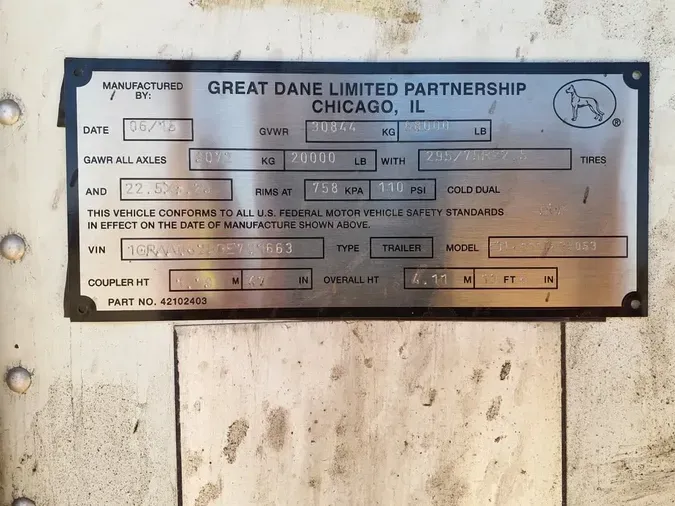 MANUFACTURED BY: GREAT DANE LIMITED PARTNERSHIP
CHICAGO, IL
DATE GVWR 30844 KG LB
GAWR ALL AXLES KG 20000 LB WITH TIRES
AND RIMS AT 758 KPA 110 PSI COLD DUAL
THIS VEHICLE CONFORMS TO ALL U.S. FEDERAL MOTOR VEHICLE SAFETY STANDARDS
IN EFFECT ON THE DATE OF MANUFACTURE SHOWN ABOVE.
VIN TYPE TRAILER MODEL
COUPLER HT M IN OVERALL HT 4.11 M FT IN
PART NO. 42102403
®